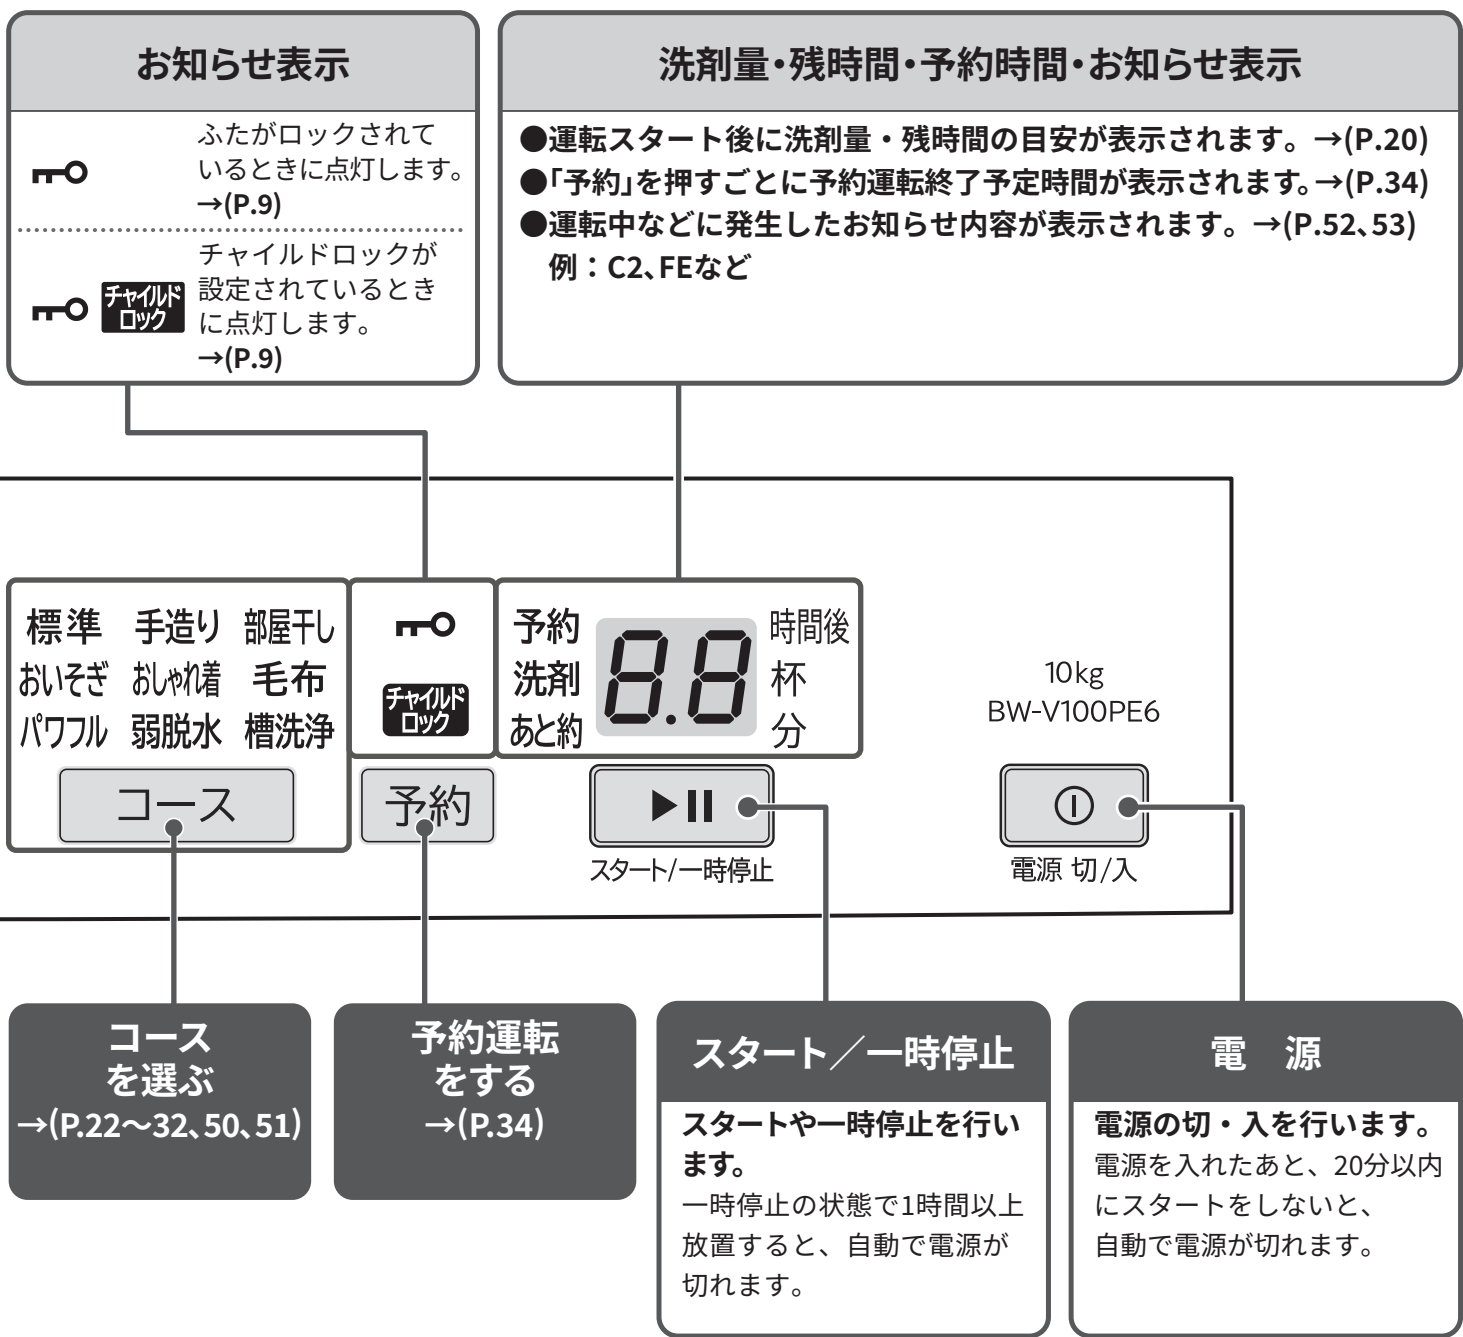 お知らせ表示
ふたがロックされて
いるときに点灯します。
→(P.9)
チャイルド
ロック
チャイルドロックが
設定されているとき
に点灯します。
→(P.9)
洗剤量・残時間・予約時間・お知らせ表示
●運転スタート後に洗剤量・残時間の目安が表示されます。→(P.20)
●「予約」を押すごとに予約運転終了予定時間が表示されます。→(P.34)
●運転中などに発生したお知らせ内容が表示されます。→(P.52、53)
例：C2、FEなど
標準 手造り 部屋干し
おいそぎ おしゃれ着 毛布
パワフル 弱脱水 槽洗浄
コース
チャイルド
ロック
予約
予約 時間後
洗剤 8.8 杯
あと約 分
スタート/一時停止
10kg
BW-V100PE6
電源 切/入
コース
を選ぶ
→(P.22～32、50、51)
予約運転
をする
→(P.34)
スタート／一時停止
スタートや一時停止を行い
ます。
一時停止の状態で1時間以上
放置すると、自動で電源が
切れます。
電　源
電源の切・入を行います。
電源を入れたあと、20分以内
にスタートをしないと、
自動で電源が切れます。